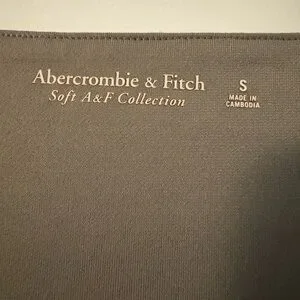 Abercrombie & Fitch
Soft A&F Collection
S
MADE IN
CAMBODIA